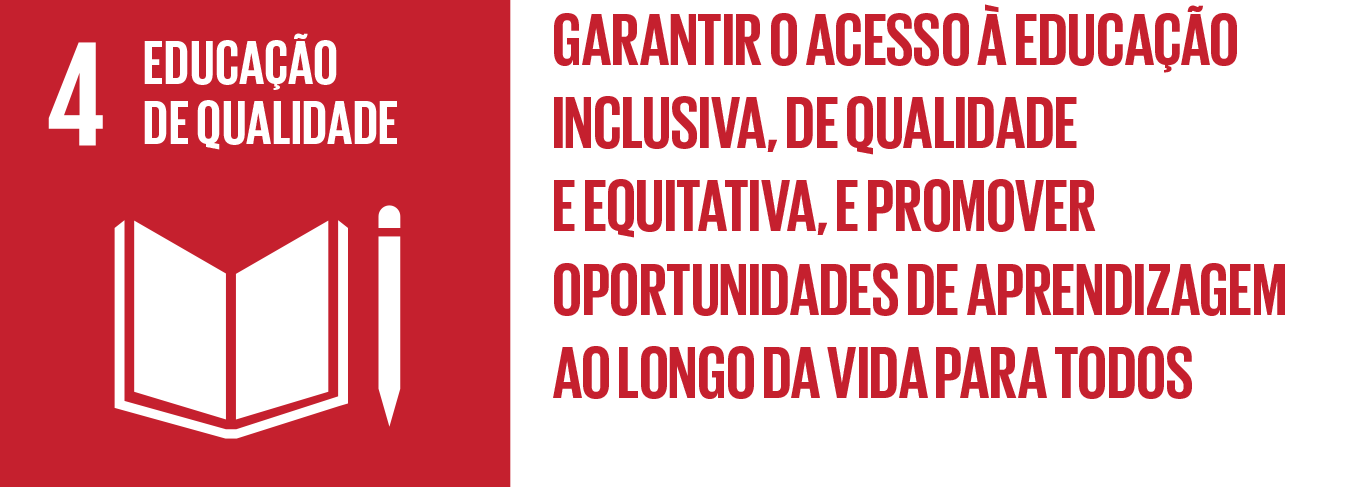 4
EDUCAÇÃO
DE QUALIDADE
GARANTIR O ACESSO À EDUCAÇÃO
INCLUSIVA, DE QUALIDADE
E EQUITATIVA, E PROMOVER
OPORTUNIDADES DE APRENDIZAGEM
AO LONGO DA VIDA PARA TODOS